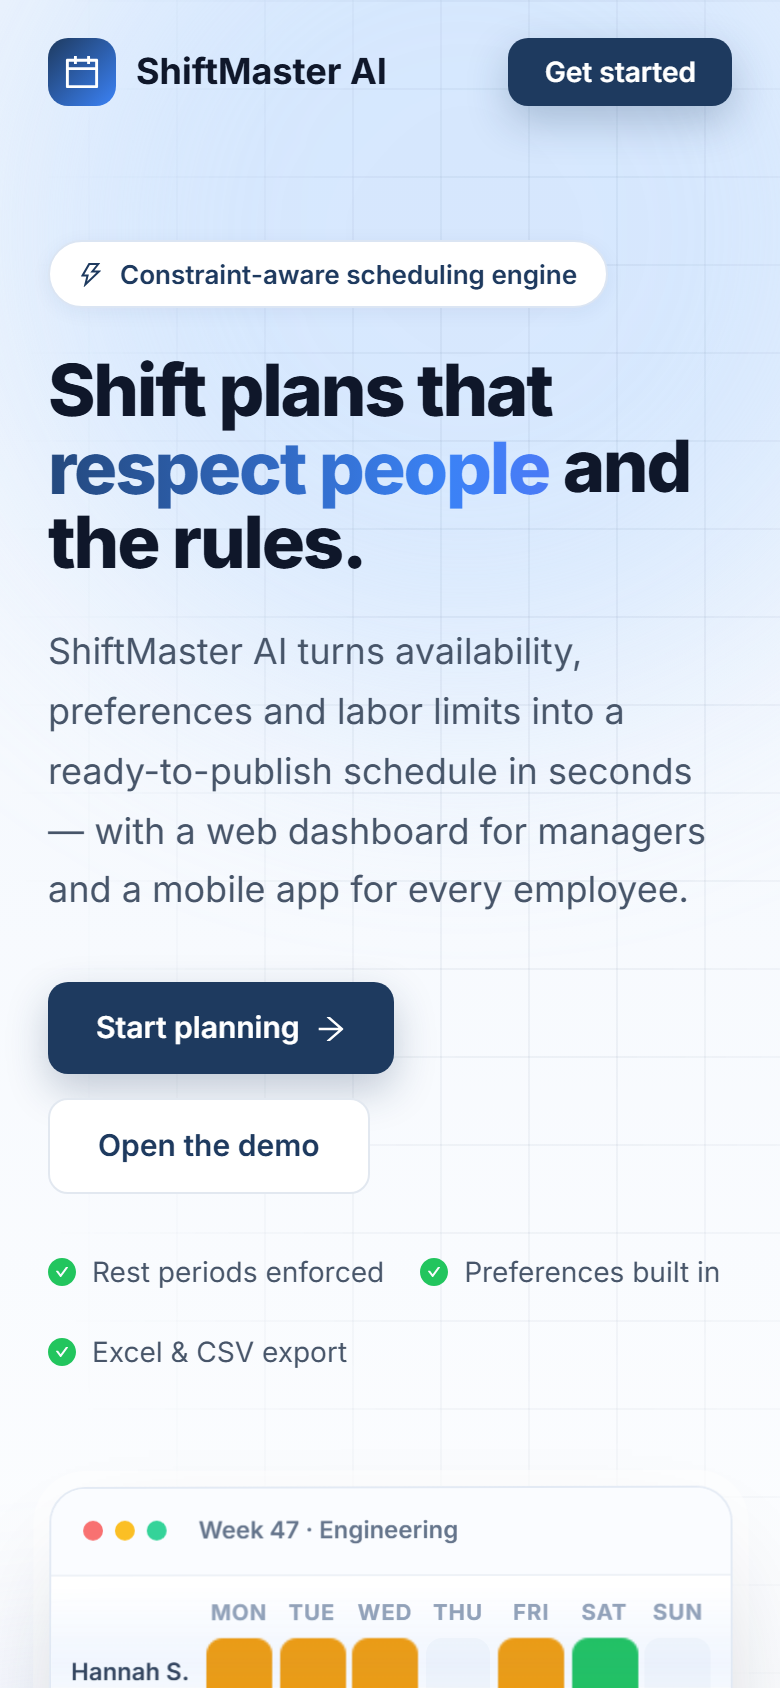 ShiftMaster AI
Get started
Constraint-aware scheduling engine
Shift plans that
respect people and
the rules.
ShiftMaster AI turns availability,
preferences and labor limits into a
ready-to-publish schedule in seconds
— with a web dashboard for managers
and a mobile app for every employee.
Start planning →
Open the demo
Rest periods enforced
Preferences built in
Excel & CSV export
Week 47 · Engineering
MON TUE WED THU FRI SAT SUN
Hannah S.